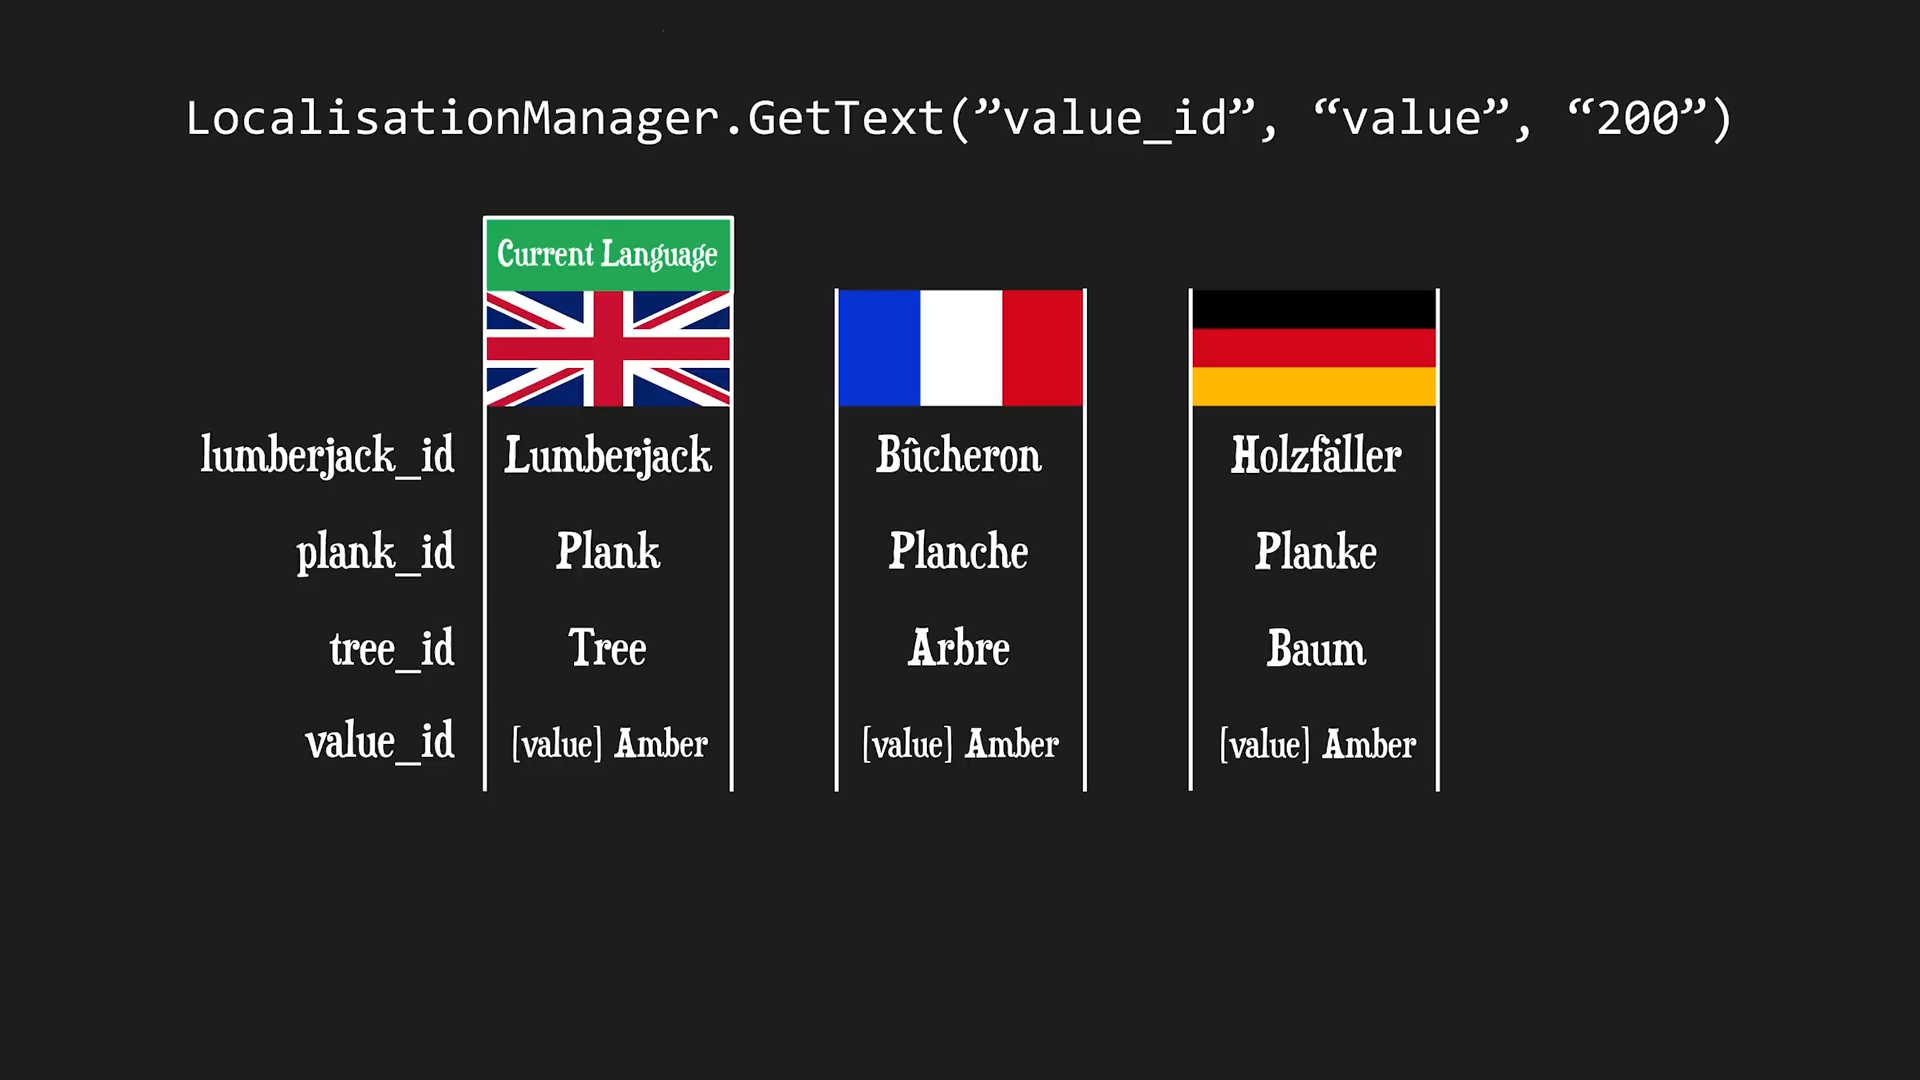 LocalisationManager.GetText(”value_id”, “value”, “200”)
Current Language
lumberjack_id Lumberjack Bûcheron Holzfäller
plank_id Plank Planche Planke
tree_id Tree Arbre Baum
value_id [value] Amber [value] Amber [value] Amber